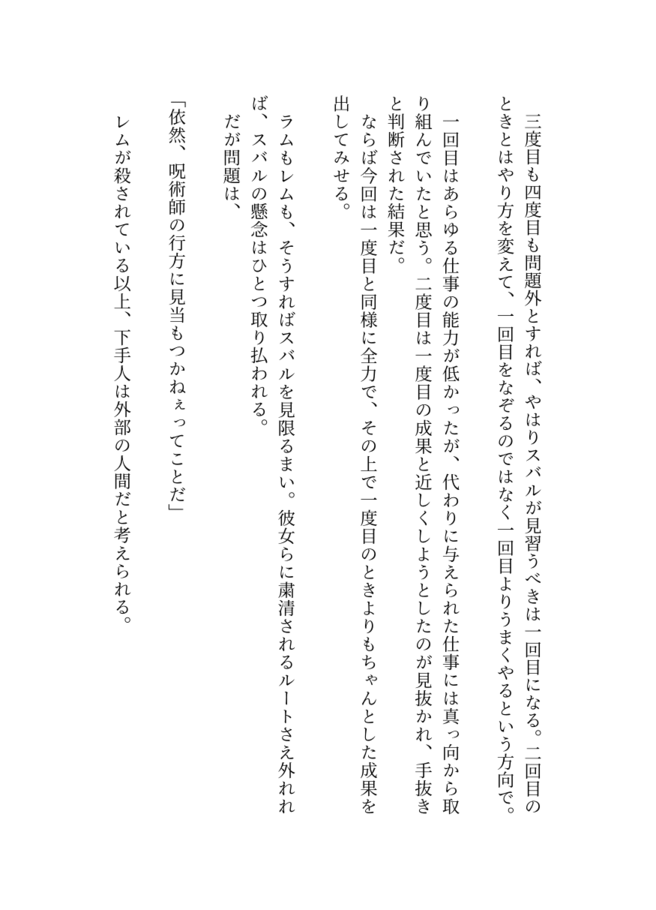 三度目も四度目も問題外とすれば、やはりスバルが見習うべきは一回目になる。二回目の
ときとはやり方を変えて、一回目をなぞるのではなく一回目よりうまくやるという方向で。
一回目はあらゆる仕事の能力が低かったが、代わりに与えられた仕事には真っ向から取
り組んでいたと思う。二度目は一度目の成果と近しくしようとしたのが見抜かれ、手抜き
と判断された結果だ。
ならば今回は一度目と同様に全力で、その上で一度目のときよりもちゃんとした成果を
出してみせる。
ラムもレムも、そうすればスバルを見限るまい。彼女らに粛清されるルートさえ外れれ
ば、スバルの懸念はひとつ取り払われる。
だが問題は、
「依然、呪術師の行方に見当もつかねぇってことだ」
レムが殺されている以上、下手人は外部の人間だと考えられる。